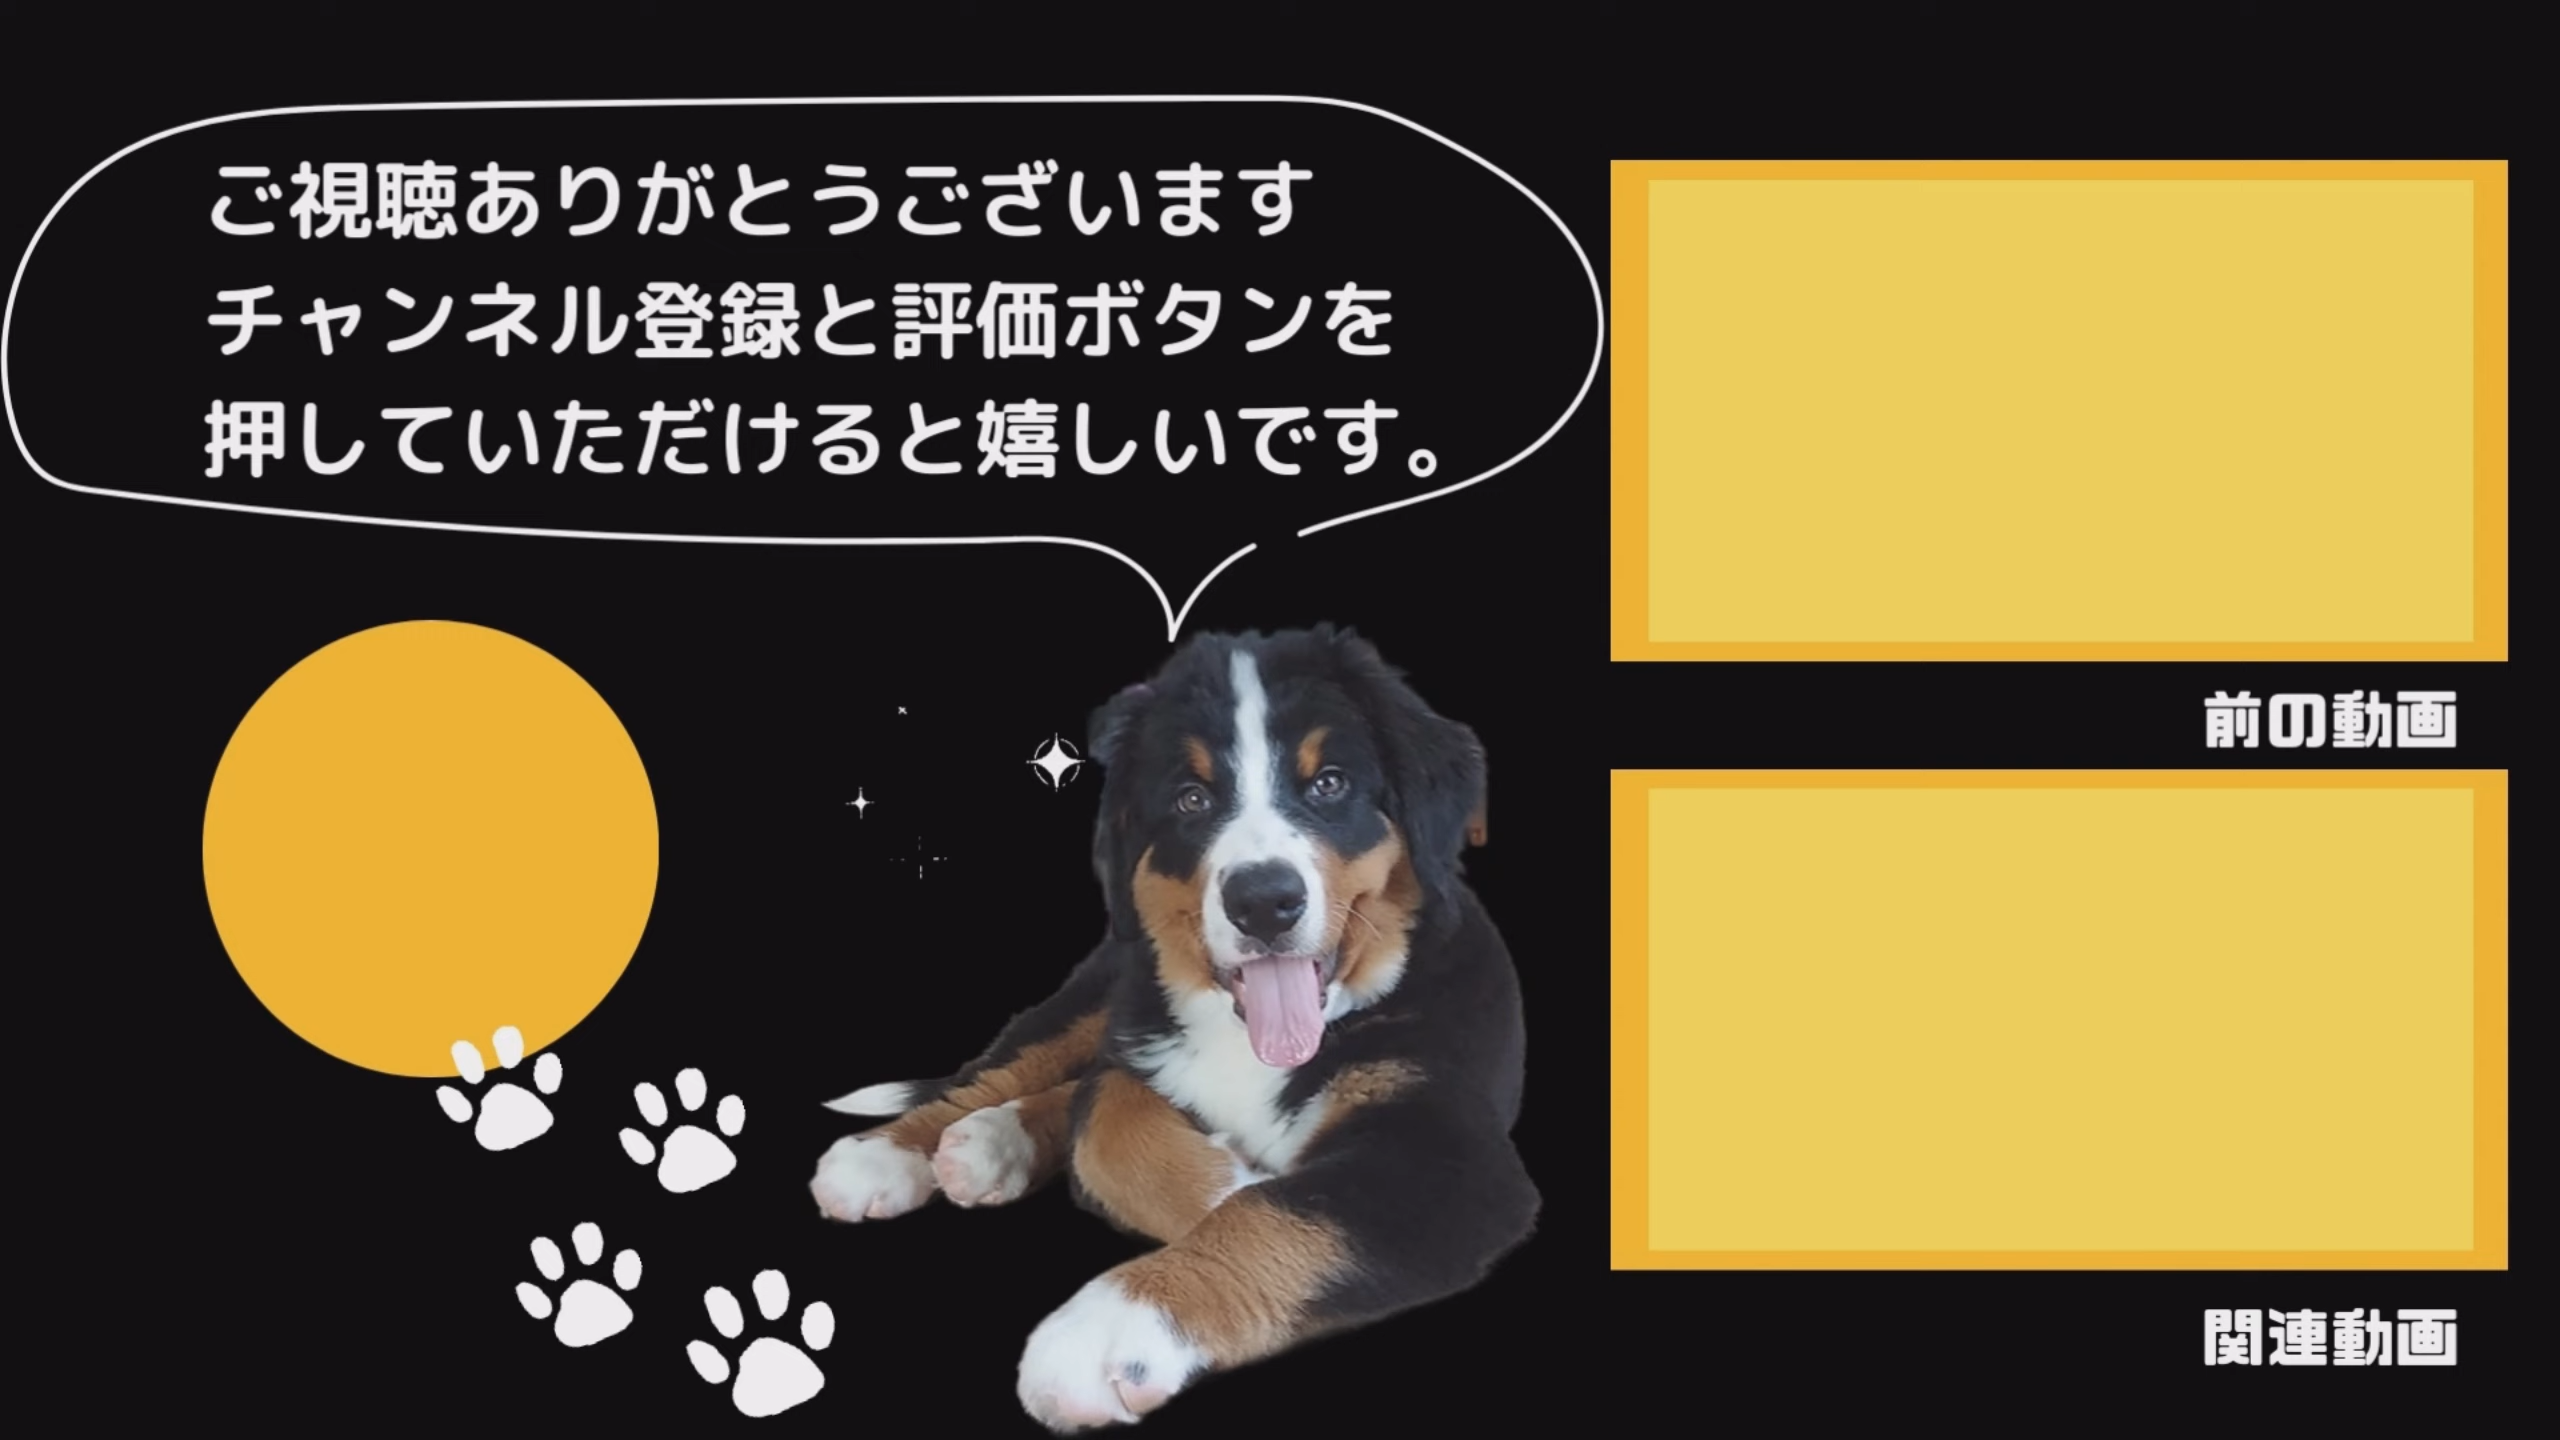 ご視聴ありがとうございます
チャンネル登録と評価ボタンを
押していただけると嬉しいです。
前の動画
関連動画